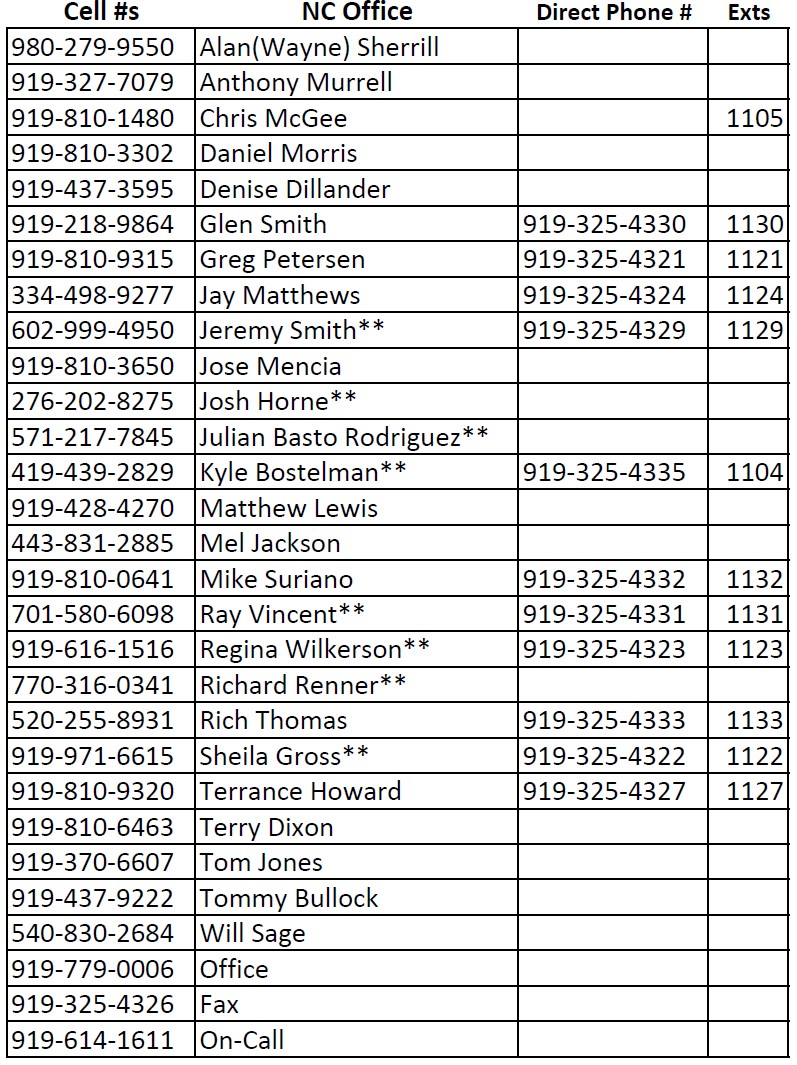 Cell #s NC Office Direct Phone # Exts
980-279-9550 Alan(Wayne) Sherrill
919-327-7079 Anthony Murrell
919-810-1480 Chris McGee 1105
919-810-3302 Daniel Morris
919-437-3595 Denise Dillander
919-218-9864 Glen Smith 919-325-4330 1130
919-810-9315 Greg Petersen 919-325-4321 1121
334-498-9277 Jay Matthews 919-325-4324 1124
602-999-4950 Jeremy Smith** 919-325-4329 1129
919-810-3650 Jose Mencia
276-202-8275 Josh Horne**
571-217-7845 Julian Basto Rodriguez**
419-439-2829 Kyle Bostelman** 919-325-4335 1104
919-428-4270 Matthew Lewis
443-831-2885 Mel Jackson
919-810-0641 Mike Suriano 919-325-4332 1132
701-580-6098 Ray Vincent** 919-325-4331 1131
919-616-1516 Regina Wilkerson** 919-325-4323 1123
770-316-0341 Richard Renner**
520-255-8931 Rich Thomas 919-325-4333 1133
919-971-6615 Sheila Gross** 919-325-4322 1122
919-810-9320 Terrance Howard 919-325-4327 1127
919-810-6463 Terry Dixon
919-370-6607 Tom Jones
919-437-9222 Tommy Bullock
540-830-2684 Will Sage
919-779-0006 Office
919-325-4326 Fax
919-614-1611 On-Call